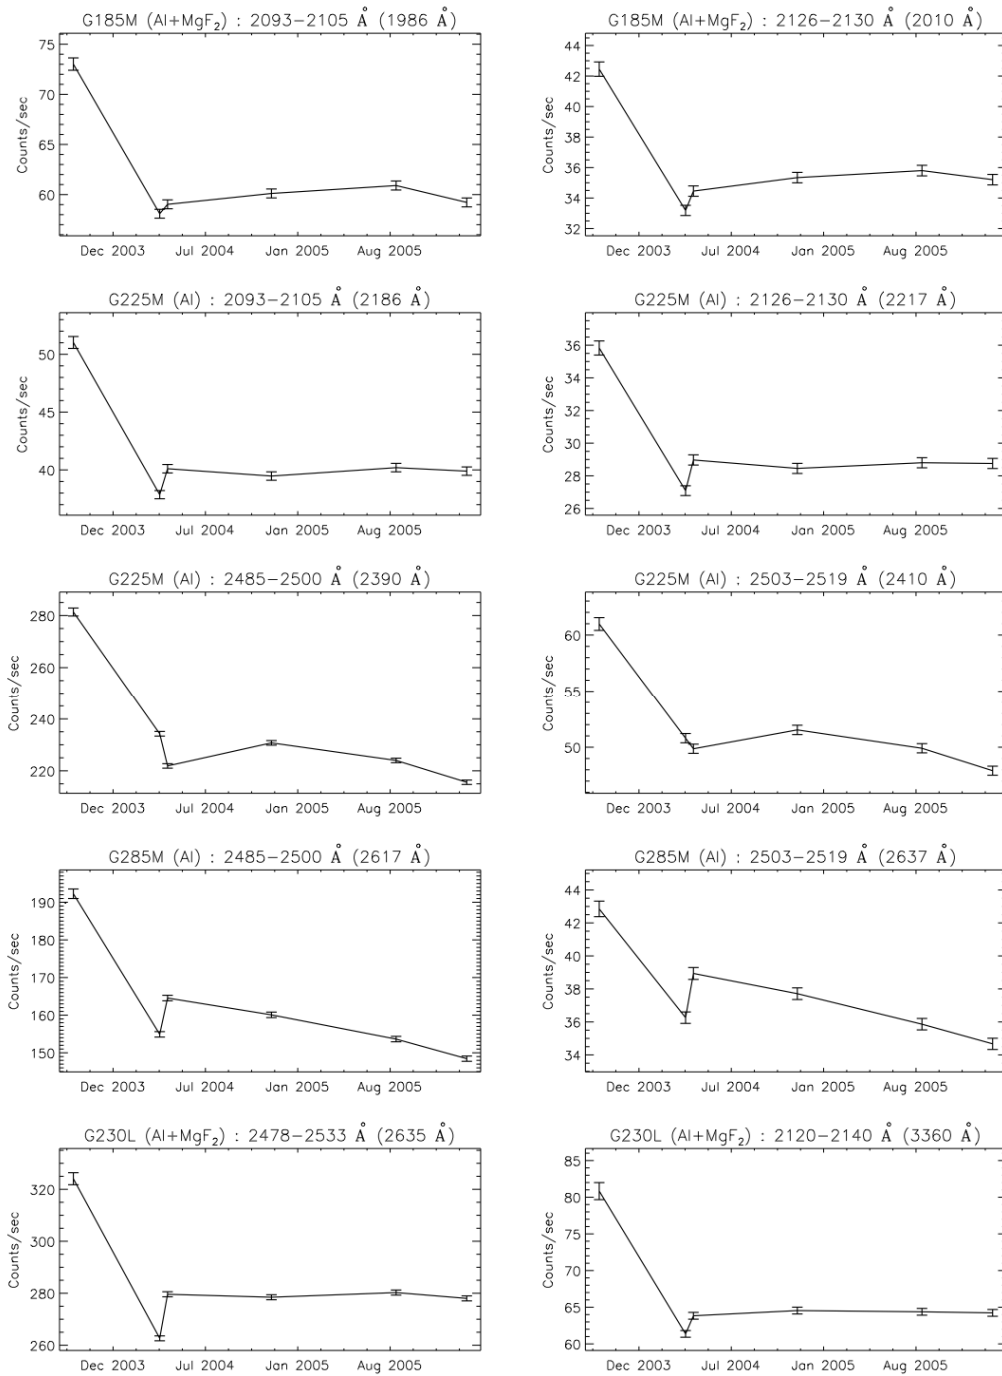 G185M (Al+MgF₂) : 2093−2105 Å (1986 Å)
75
70
65
60
Counts/sec
Dec 2003 Jul 2004 Jan 2005 Aug 2005
G185M (Al+MgF₂) : 2126−2130 Å (2010 Å)
44
42
40
38
36
34
32
Counts/sec
Dec 2003 Jul 2004 Jan 2005 Aug 2005
G225M (Al) : 2093−2105 Å (2186 Å)
50
45
40
Counts/sec
Dec 2003 Jul 2004 Jan 2005 Aug 2005
G225M (Al) : 2126−2130 Å (2217 Å)
36
34
32
30
28
26
Counts/sec
Dec 2003 Jul 2004 Jan 2005 Aug 2005
G225M (Al) : 2485−2500 Å (2390 Å)
280
260
240
220
Counts/sec
Dec 2003 Jul 2004 Jan 2005 Aug 2005
G225M (Al) : 2503−2519 Å (2410 Å)
60
55
50
Counts/sec
Dec 2003 Jul 2004 Jan 2005 Aug 2005
G285M (Al) : 2485−2500 Å (2617 Å)
190
180
170
160
150
Counts/sec
Dec 2003 Jul 2004 Jan 2005 Aug 2005
G285M (Al) : 2503−2519 Å (2637 Å)
44
42
40
38
36
34
Counts/sec
Dec 2003 Jul 2004 Jan 2005 Aug 2005
G230L (Al+MgF₂) : 2478−2533 Å (2635 Å)
320
300
280
260
Counts/sec
Dec 2003 Jul 2004 Jan 2005 Aug 2005
G230L (Al+MgF₂) : 2120−2140 Å (3360 Å)
85
80
75
70
65
60
Counts/sec
Dec 2003 Jul 2004 Jan 2005 Aug 2005